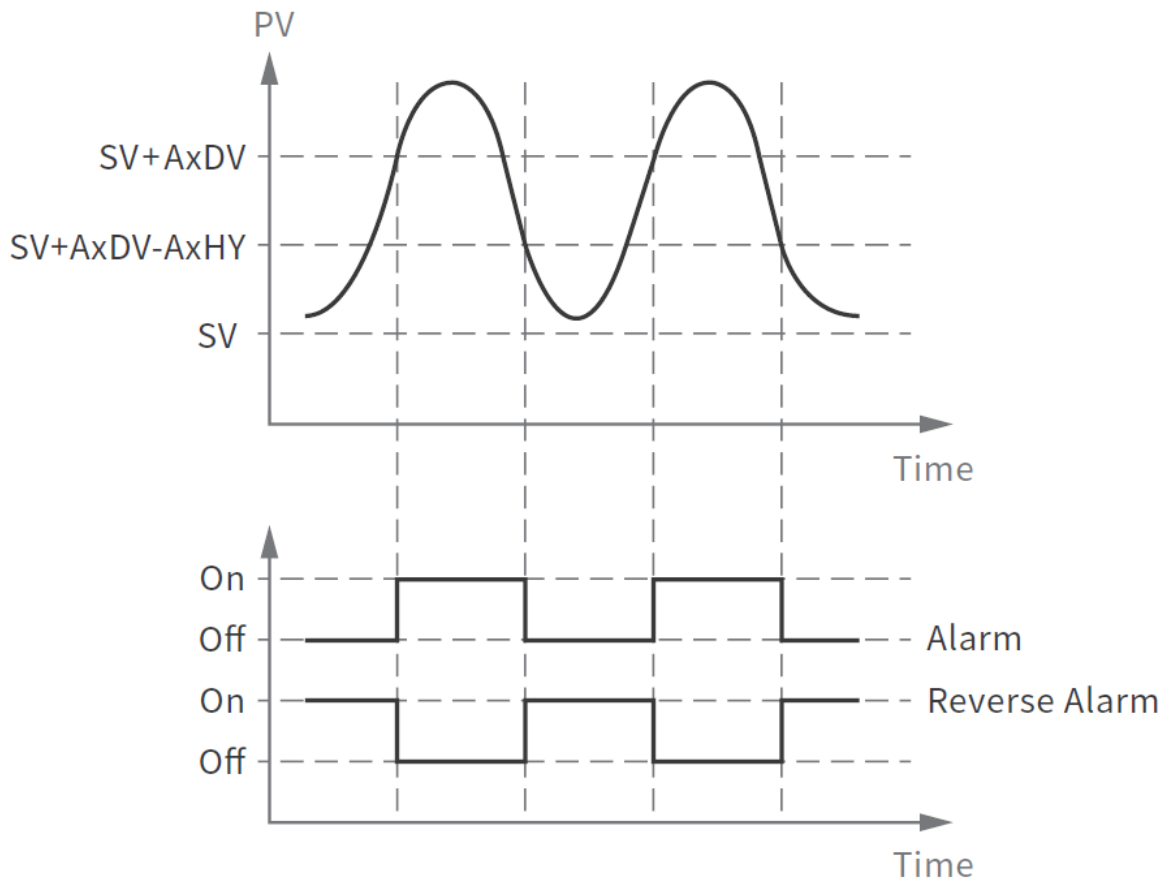 PV
SV+AxDV
SV+AxDV-AxHY
SV
Time
On
Off
Alarm
On
Reverse Alarm
Off
Time